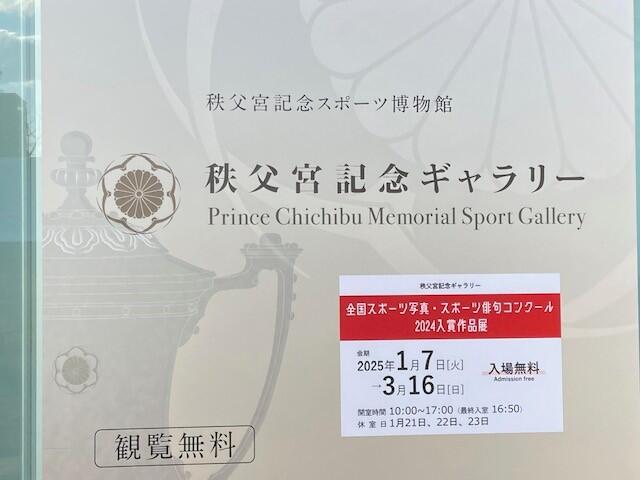 秩父宮記念スポーツ博物館
秩父宮記念ギャラリー
Prince Chichibu Memorial Sport Gallery
秩父宮記念ギャラリー
全国スポーツ写真・スポーツ俳句コンクール
2024入賞作品展
会期
2025年1月7日[火]
→3月16日[日]
入場無料
Admission free
開室時間 10:00~17:00（最終入室 16:50）
休室日 1月21日、22日、23日
観覧無料